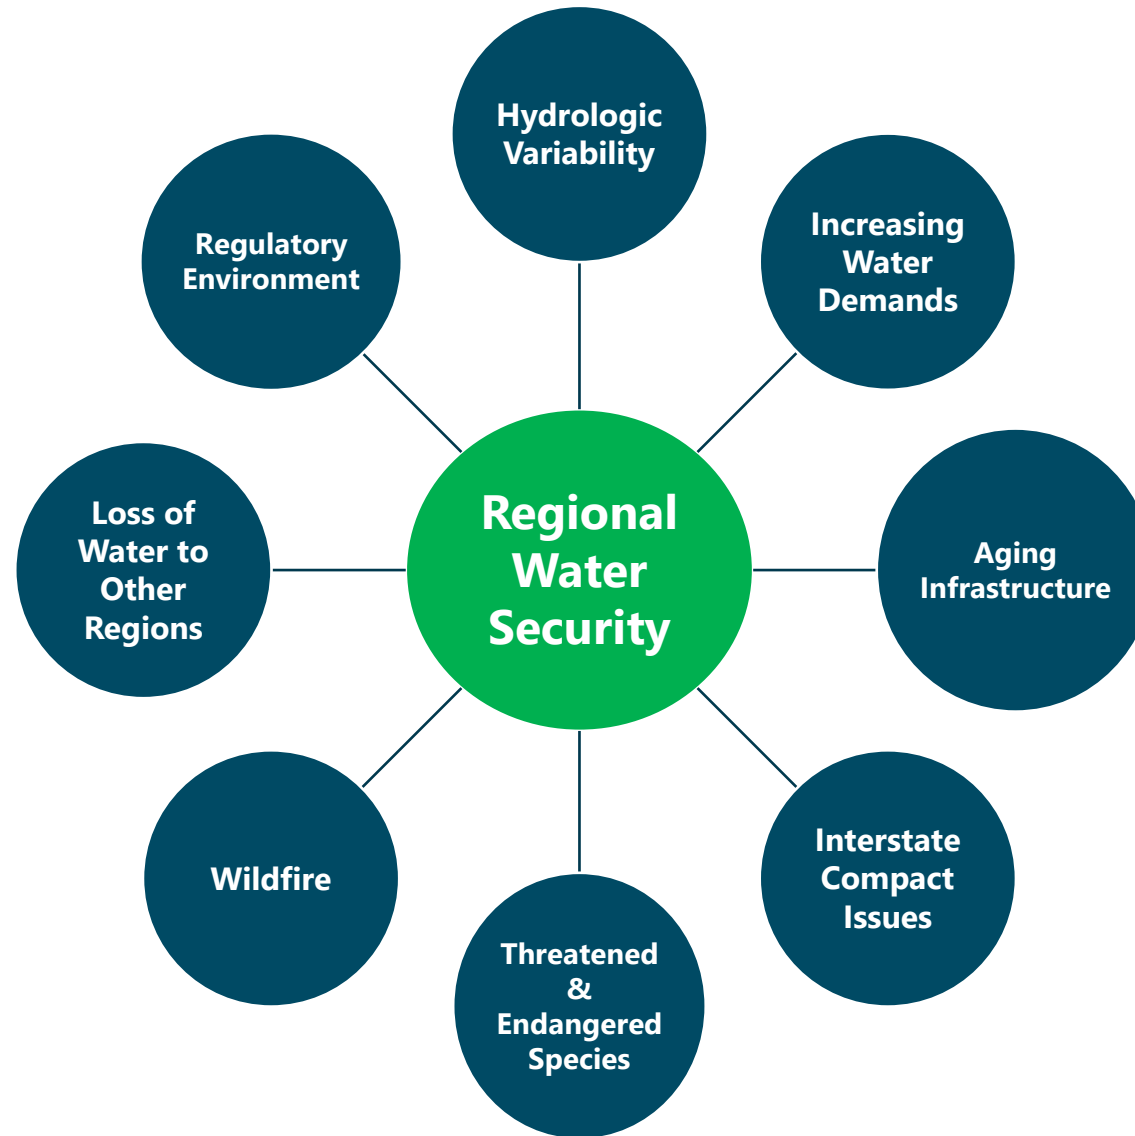 Hydrologic
Variability
Increasing
Water
Demands
Aging
Infrastructure
Interstate
Compact
Issues
Threatened
&
Endangered
Species
Wildfire
Loss of
Water to
Other
Regions
Regulatory
Environment
Regional
Water
Security